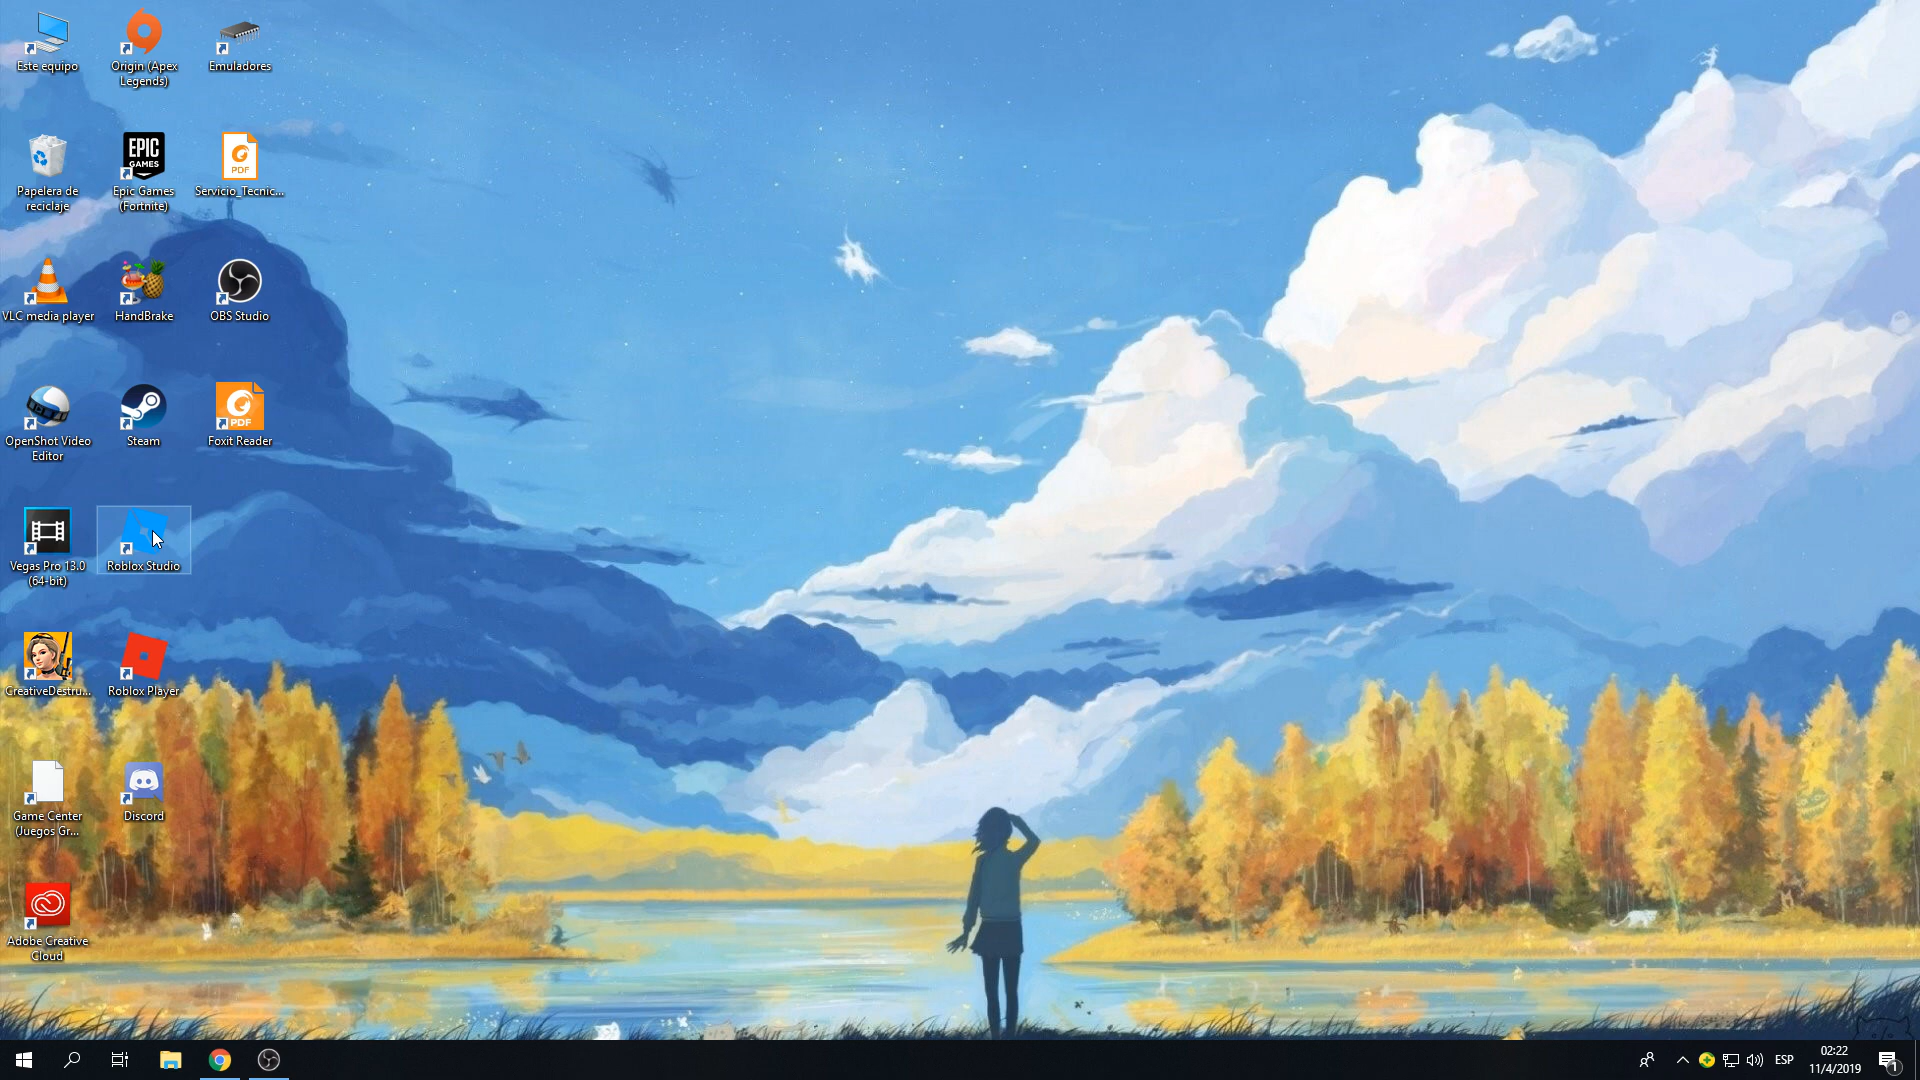 Este equipo
Origin (Apex
Legends)
Emuladores
Papelera de
reciclaje
EPIC
GAMES
Epic Games
(Fortnite)
PDF
Servicio_Tecnic...
VLC media player
HandBrake
OBS Studio
OpenShot Video
Editor
Steam
PDF
Foxit Reader
Vegas Pro 13.0
(64-bit)
Roblox Studio
CreativeDestru...
Roblox Player
Game Center
(Juegos Gr...
Discord
Adobe Creative
Cloud
ESP
02:22
11/4/2019
1